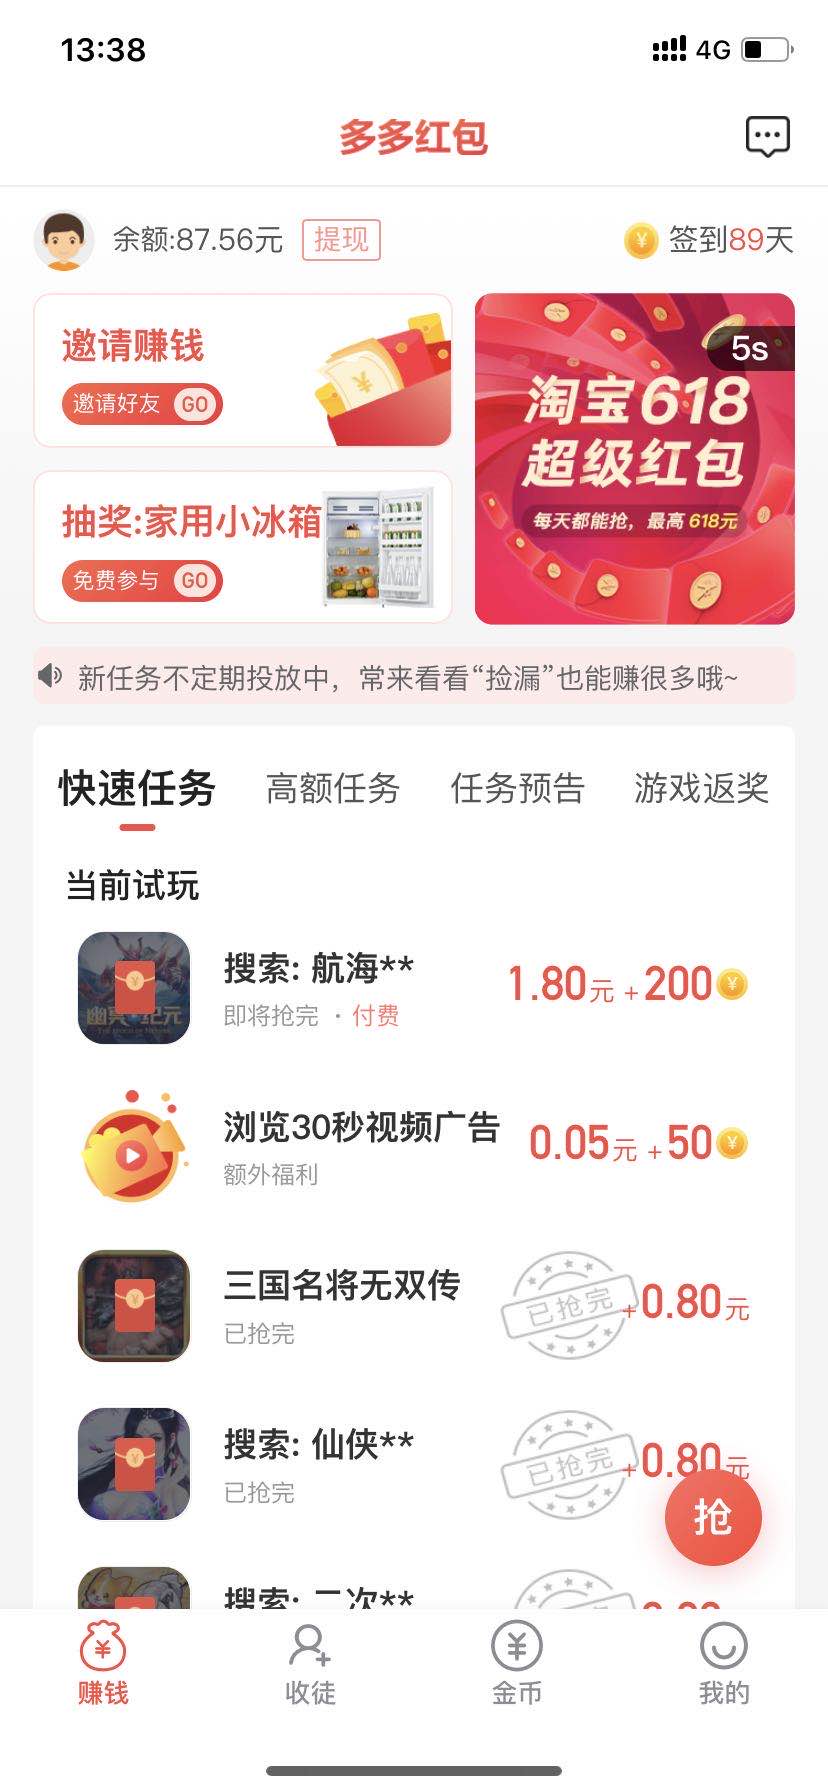 13:38
4G
多多红包
余额:87.56元
提现
签到89天
邀请赚钱
邀请好友 GO
5s
淘宝618
超级红包
每天都能抢，最高 618元
抽奖:家用小冰箱
免费参与 GO
新任务不定期投放中，常来看看“捡漏”也能赚很多哦~
快速任务
高额任务
任务预告
游戏返奖
当前试玩
幽冥·纪元
搜索: 航海**
即将抢完 · 付费
1.80元 +200
浏览30秒视频广告
额外福利
0.05元 +50
三国名将无双传
已抢完
已抢完
+0.80元
搜索: 仙侠**
已抢完
已抢完
+0.80元
抢
搜索: 二次**
赚钱
收徒
金币
我的